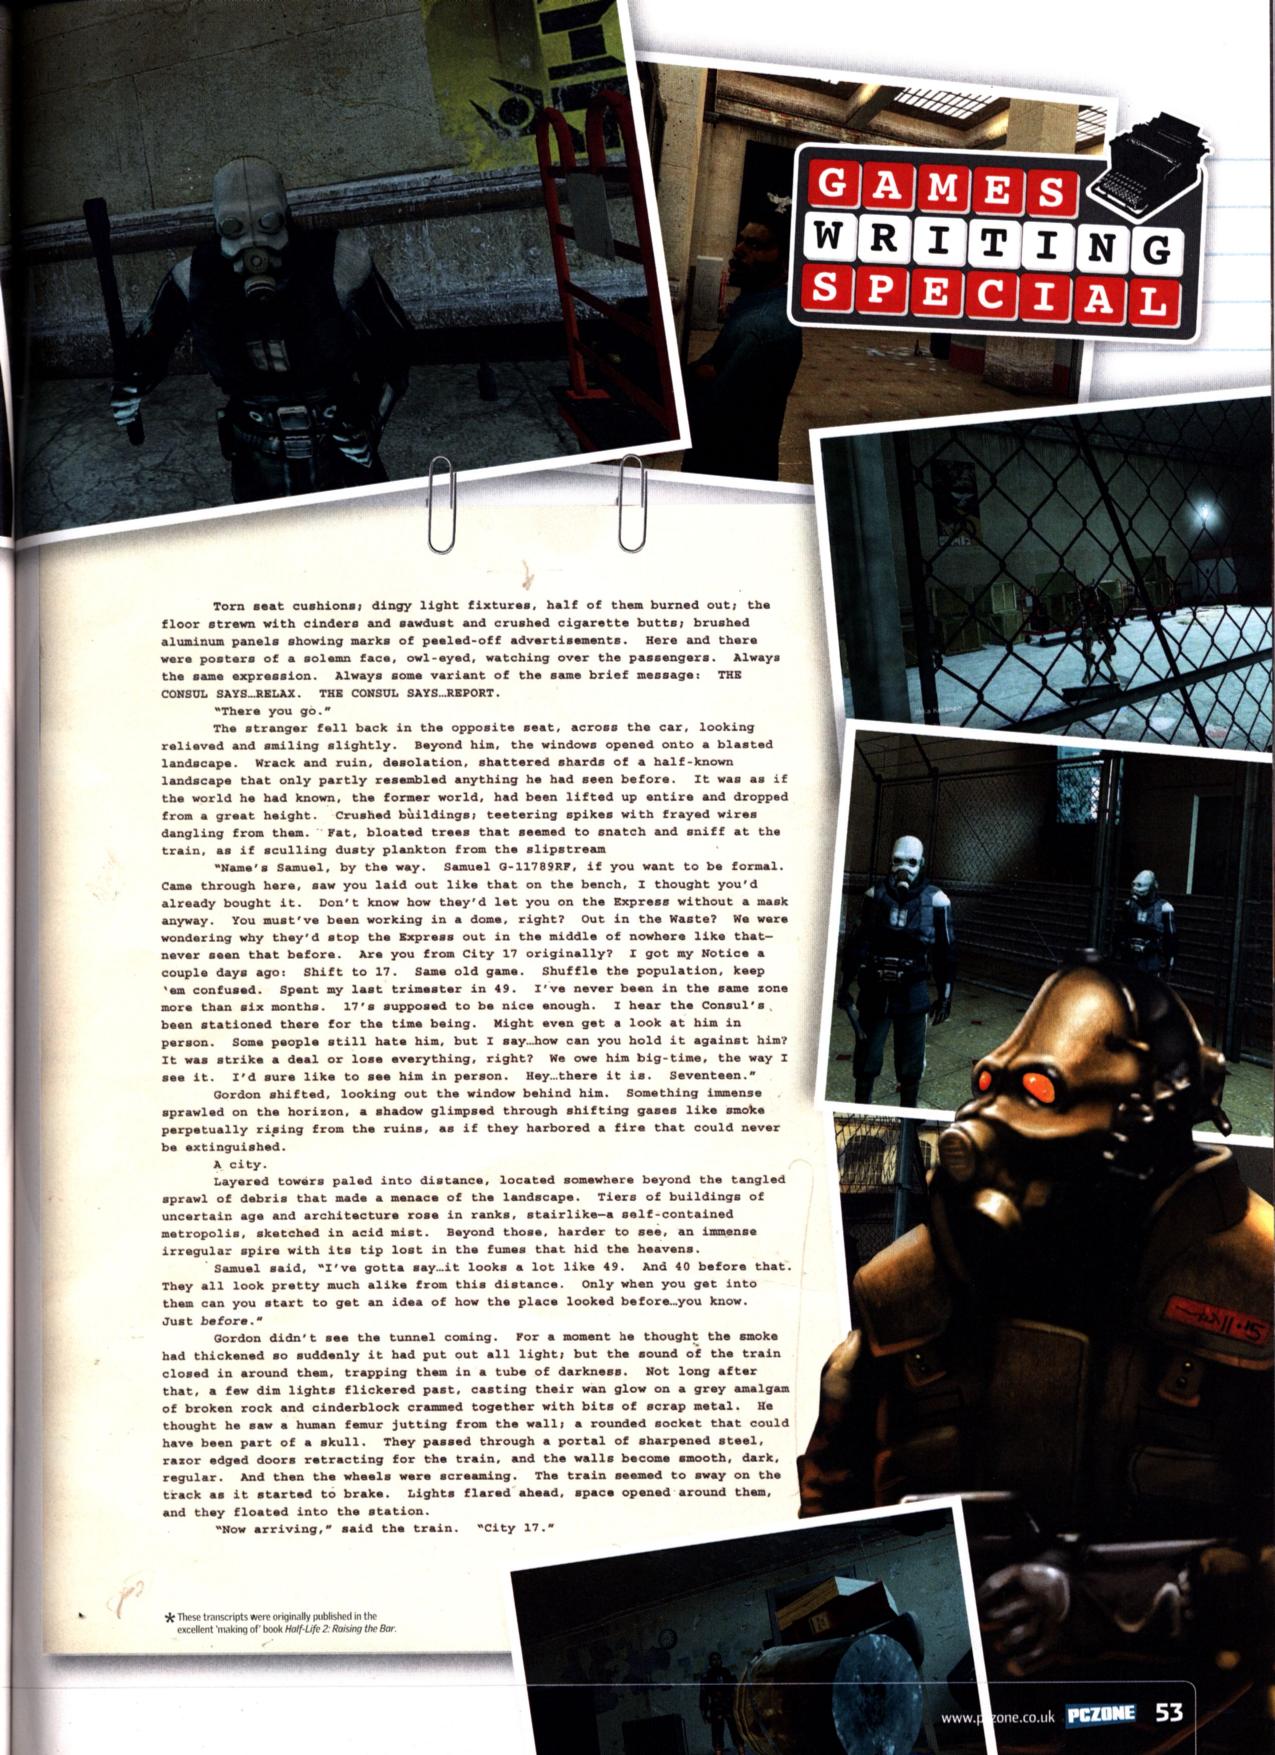 GAMES
WRITING
SPECIAL
Torn seat cushions; dingy light fixtures, half of them burned out; the
floor strewn with cinders and sawdust and crushed cigarette butts; brushed
aluminum panels showing marks of peeled-off advertisements. Here and there
were posters of a solemn face, owl-eyed, watching over the passengers. Always
the same expression. Always some variant of the same brief message: THE
CONSUL SAYS…RELAX. THE CONSUL SAYS…REPORT.
“There you go.”
The stranger fell back in the opposite seat, across the car, looking
relieved and smiling slightly. Beyond him, the windows opened onto a blasted
landscape. Wrack and ruin, desolation, shattered shards of a half-known
landscape that only partly resembled anything he had seen before. It was as if
the world he had known, the former world, had been lifted up entire and dropped
from a great height. Crushed buildings; teetering spikes with frayed wires
dangling from them. Fat, bloated trees that seemed to snatch and sniff at the
train, as if sculling dusty plankton from the slipstream
“Name’s Samuel, by the way. Samuel G-11789RF, if you want to be formal.
Came through here, saw you laid out like that on the bench, I thought you’d
already bought it. Don’t know how they’d let you on the Express without a mask
anyway. You must’ve been working in a dome, right? Out in the Waste? We were
wondering why they’d stop the Express out in the middle of nowhere like that—
never seen that before. Are you from City 17 originally? I got my Notice a
couple days ago: Shift to 17. Same old game. Shuffle the population, keep
‘em confused. Spent my last trimester in 49. I’ve never been in the same zone
more than six months. 17’s supposed to be nice enough. I hear the Consul’s
been stationed there for the time being. Might even get a look at him in
person. Some people still hate him, but I say…how can you hold it against him?
It was strike a deal or lose everything, right? We owe him big-time, the way I
see it. I’d sure like to see him in person. Hey…there it is. Seventeen.”
Gordon shifted, looking out the window behind him. Something immense
sprawled on the horizon, a shadow glimpsed through shifting gases like smoke
perpetually rising from the ruins, as if they harbored a fire that could never
be extinguished.
A city.
Layered towers paled into distance, located somewhere beyond the tangled
sprawl of debris that made a menace of the landscape. Tiers of buildings of
uncertain age and architecture rose in ranks, stairlike—a self-contained
metropolis, sketched in acid mist. Beyond those, harder to see, an immense
irregular spire with its tip lost in the fumes that hid the heavens.
Samuel said, “I’ve gotta say…it looks a lot like 49. And 40 before that.
They all look pretty much alike from this distance. Only when you get into
them can you start to get an idea of how the place looked before…you know.
Just before.”
Gordon didn’t see the tunnel coming. For a moment he thought the smoke
had thickened so suddenly it had put out all light; but the sound of the train
closed in around them, trapping them in a tube of darkness. Not long after
that, a few dim lights flickered past, casting their wan glow on a grey amalgam
of broken rock and cinderblock crammed together with bits of scrap metal. He
thought he saw a human femur jutting from the wall; a rounded socket that could
have been part of a skull. They passed through a portal of sharpened steel,
razor edged doors retracting for the train, and the walls become smooth, dark,
regular. And then the wheels were screaming. The train seemed to sway on the
track as it started to brake. Lights flared ahead, space opened around them,
and they floated into the station.
“Now arriving,” said the train. “City 17.”
* These transcripts were originally published in the
excellent ‘making of’ book Half-Life 2: Raising the Bar.
www.pczone.co.uk PCZONE 53